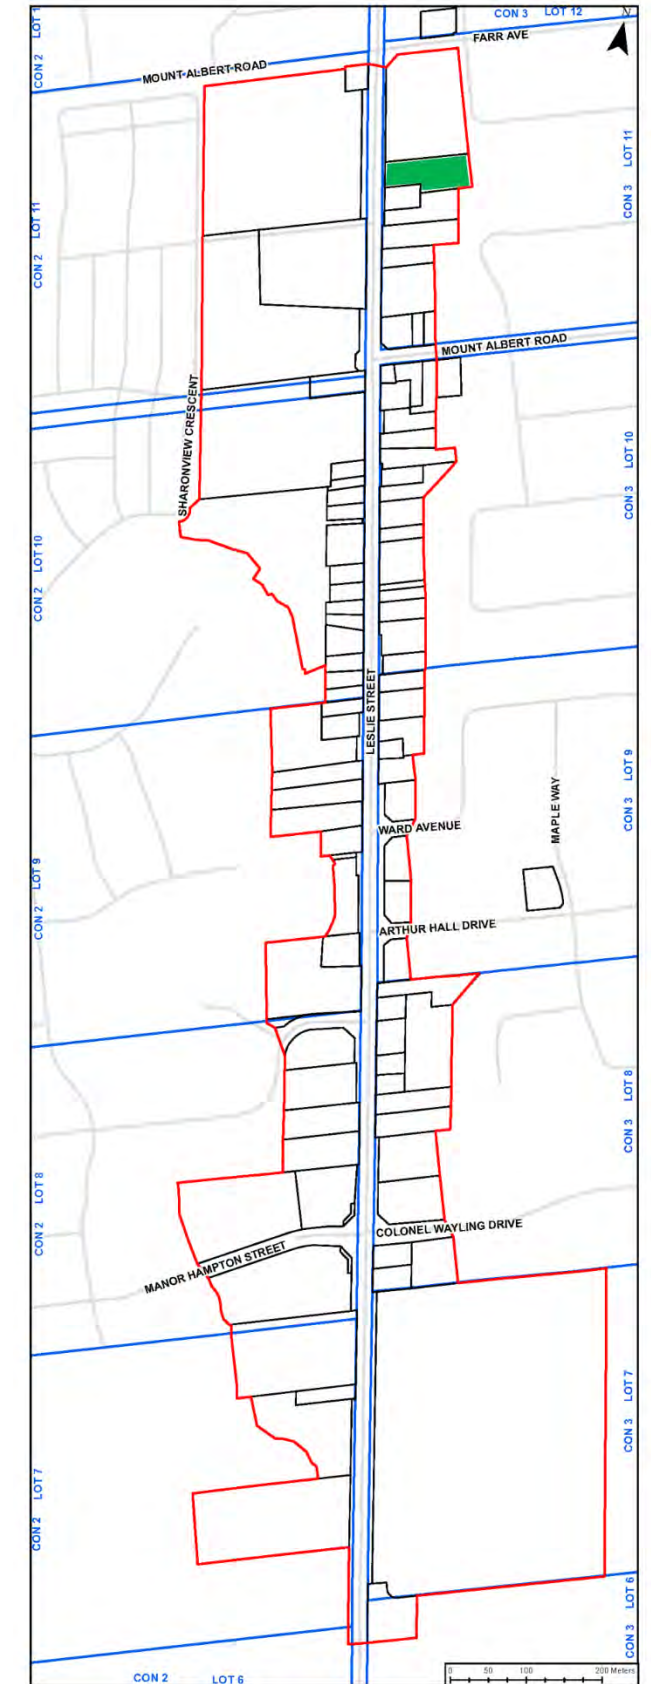 CON 3 LOT 12
N
FARR AVE
LOT 1
CON 2
MOUNT ALBERT ROAD
CON 3 LOT 11
CON 2 LOT 11
MOUNT ALBERT ROAD
SHARONVIEW CRESCENT
CON 3 LOT 10
CON 2 LOT 10
LESLIE STREET
CON 3 LOT 9
MAPLE WAY
WARD AVENUE
CON 2 LOT 9
ARTHUR HALL DRIVE
CON 3 LOT 8
CON 2 LOT 8
COLONEL WAYLING DRIVE
MANOR HAMPTON STREET
CON 3 LOT 7
CON 2 LOT 7
CON 3 LOT 6
CON 2 LOT 6
0 50 100 200 Meters